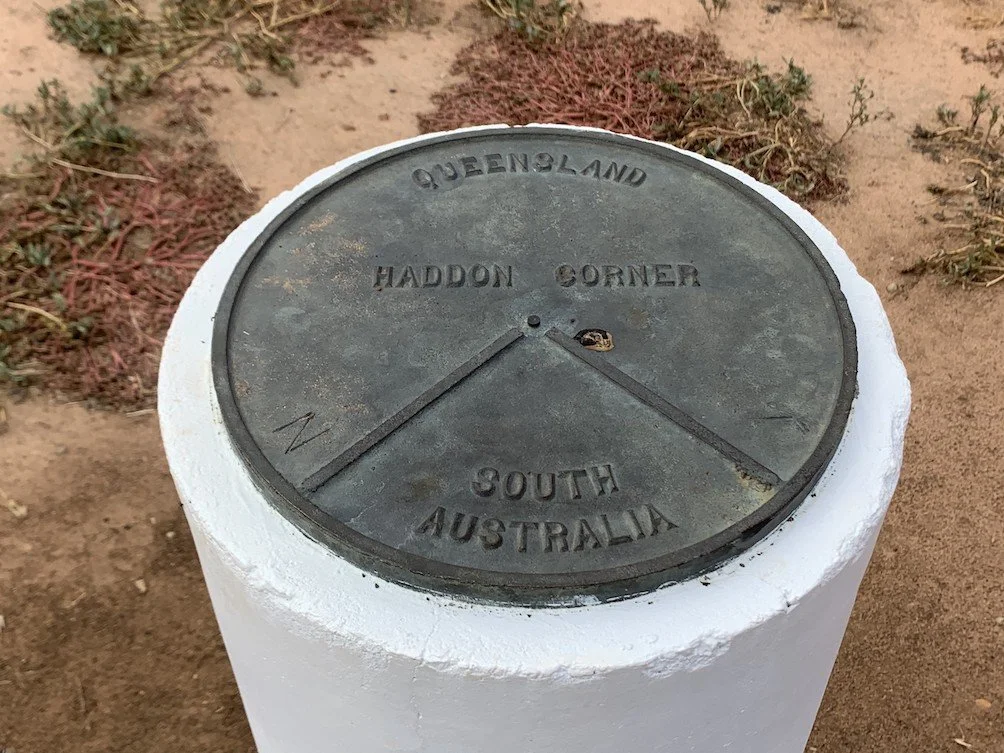 QUEENSLAND
HADDON CORNER
N
SOUTH
AUSTRALIA